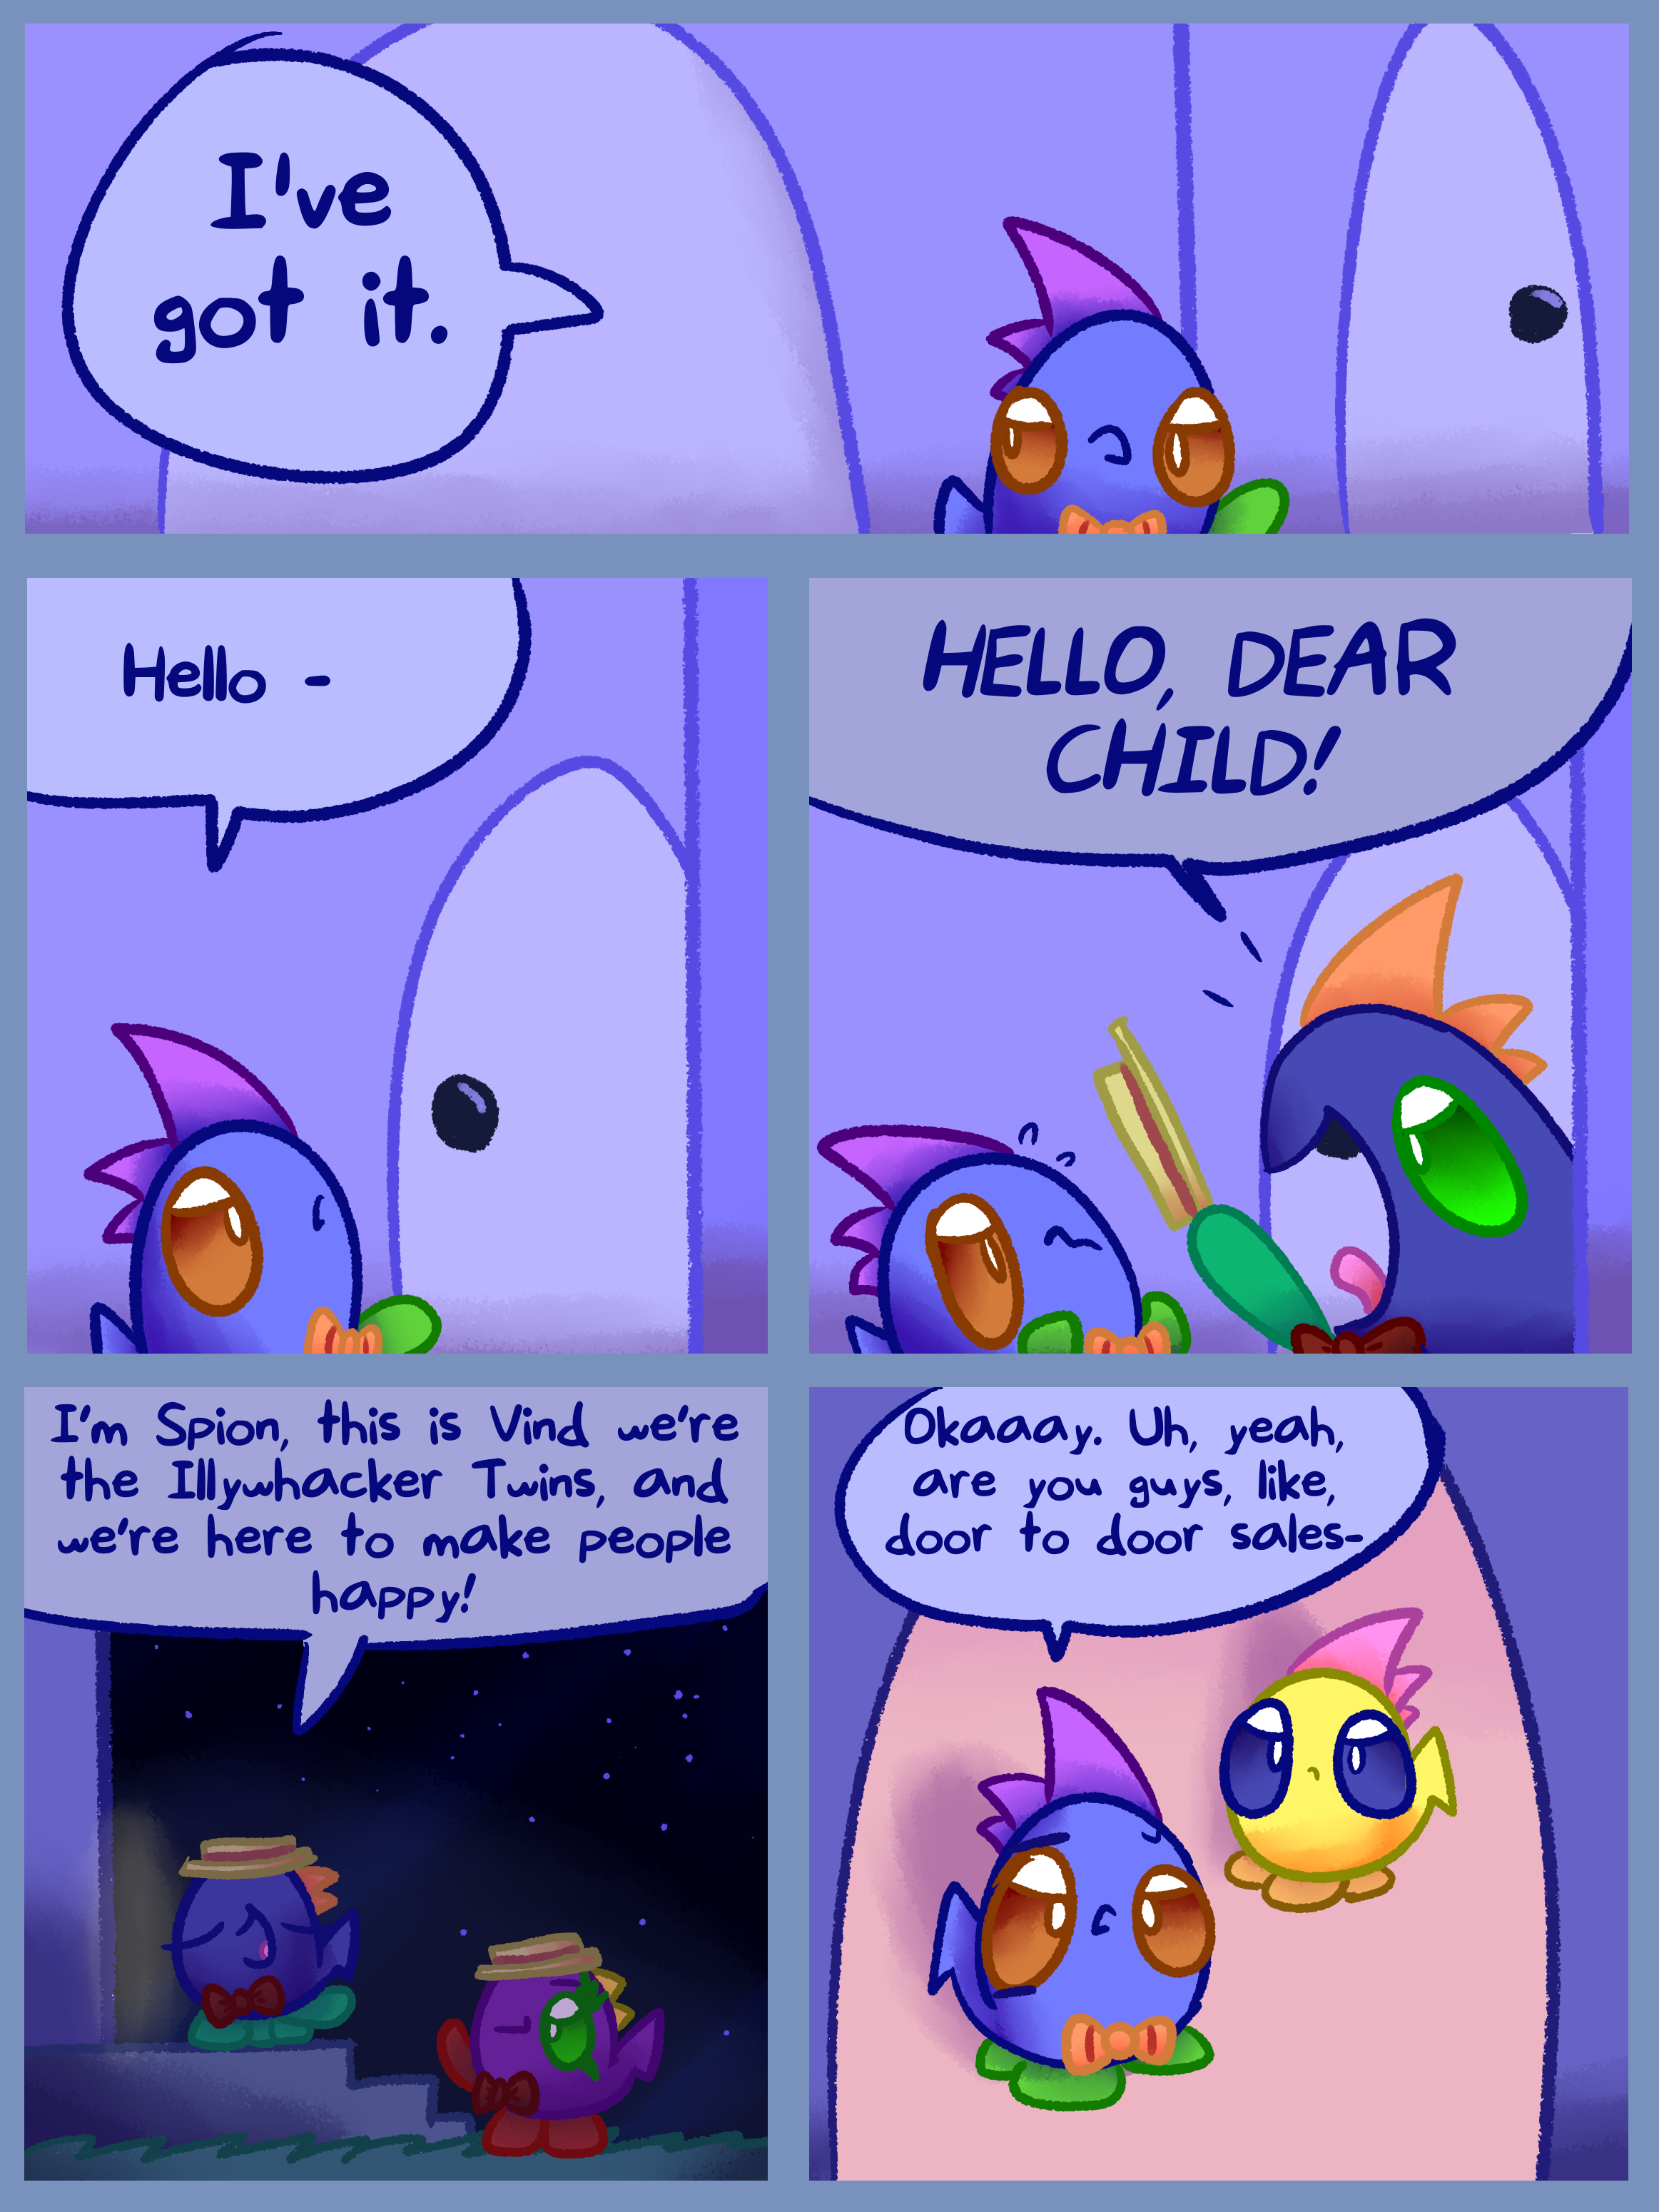 I've
got it.
Hello -
HELLO, DEAR
CHILD!
I'm Spion, this is Vind we're
the Illywhacker Twins, and
we're here to make people
happy!
Okaaay. Uh, yeah,
are you guys, like,
door to door sales-